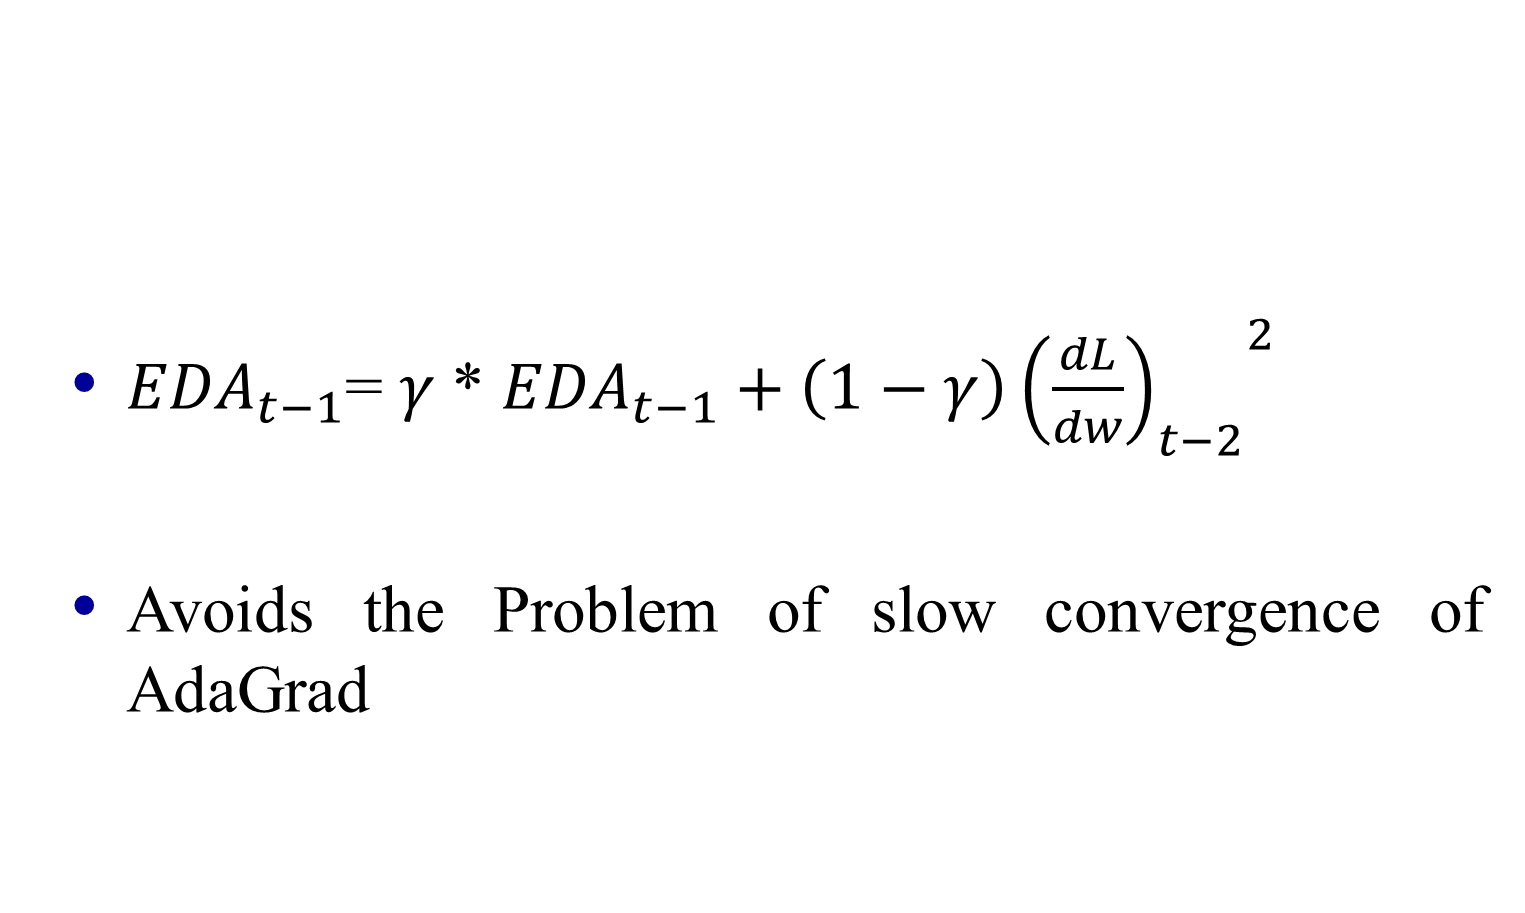 • EDA_{t−1}= γ * EDA_{t−1} + (1 − γ) (dL/dw)_{t−2}^2
• Avoids the Problem of slow convergence of
AdaGrad